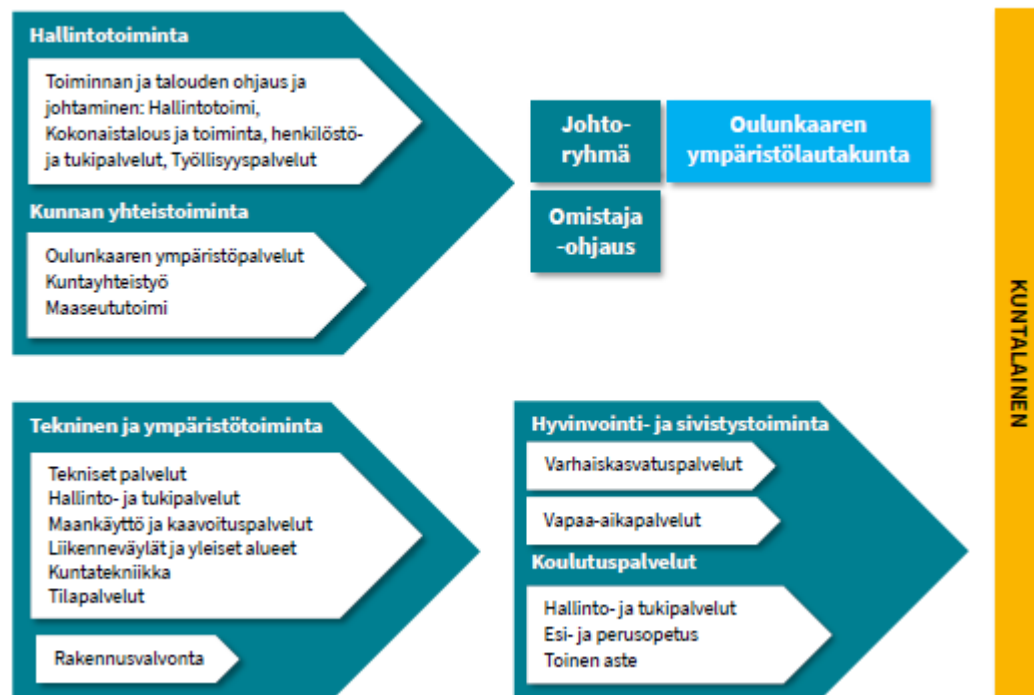 Hallintotoiminta
Toiminnan ja talouden ohjaus ja
johtaminen: Hallintotoimi,
Kokonaistalous ja toiminta, henkilöstö-
ja tukipalvelut, Työllisyyspalvelut
Kunnan yhteistoiminta
Oulunkaaren ympäristöpalvelut
Kuntayhteistyö
Maaseututoimi
Johto-
ryhmä
Oulunkaaren
ympäristölautakunta
Omistaja
-ohjaus
Tekninen ja ympäristötoiminta
Tekniset palvelut
Hallinto- ja tukipalvelut
Maankäyttö ja kaavoituspalvelut
Liikenneväylät ja yleiset alueet
Kuntatekniikka
Tilapalvelut
Rakennusvalvonta
Hyvinvointi- ja sivistystoiminta
Varhaiskasvatuspalvelut
Vapaa-aikapalvelut
Koulutuspalvelut
Hallinto- ja tukipalvelut
Esi- ja perusopetus
Toinen aste
KUNTALAINEN